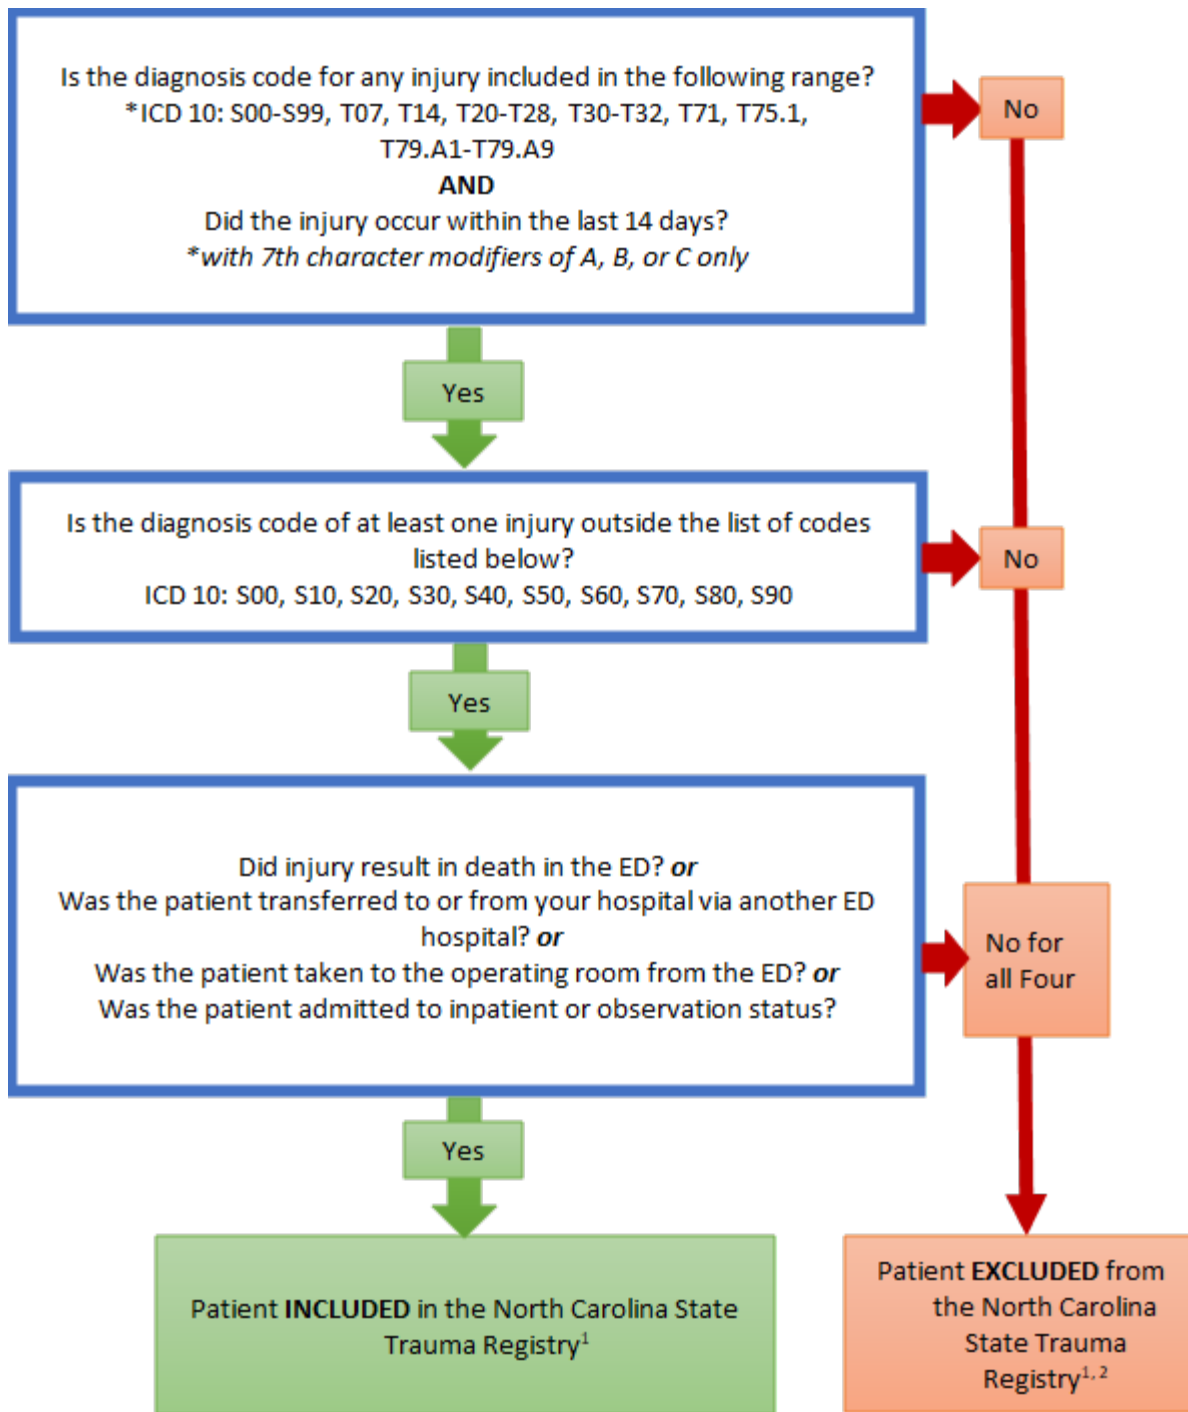 Is the diagnosis code for any injury included in the following range?
*ICD 10: S00-S99, T07, T14, T20-T28, T30-T32, T71, T75.1,
T79.A1-T79.A9
AND
Did the injury occur within the last 14 days?
*with 7th character modifiers of A, B, or C only
No
Yes
Is the diagnosis code of at least one injury outside the list of codes
listed below?
ICD 10: S00, S10, S20, S30, S40, S50, S60, S70, S80, S90
No
Yes
Did injury result in death in the ED? or
Was the patient transferred to or from your hospital via another ED
hospital? or
Was the patient taken to the operating room from the ED? or
Was the patient admitted to inpatient or observation status?
No for
all Four
Yes
Patient INCLUDED in the North Carolina State
Trauma Registry1
Patient EXCLUDED from
the North Carolina
State Trauma
Registry1, 2